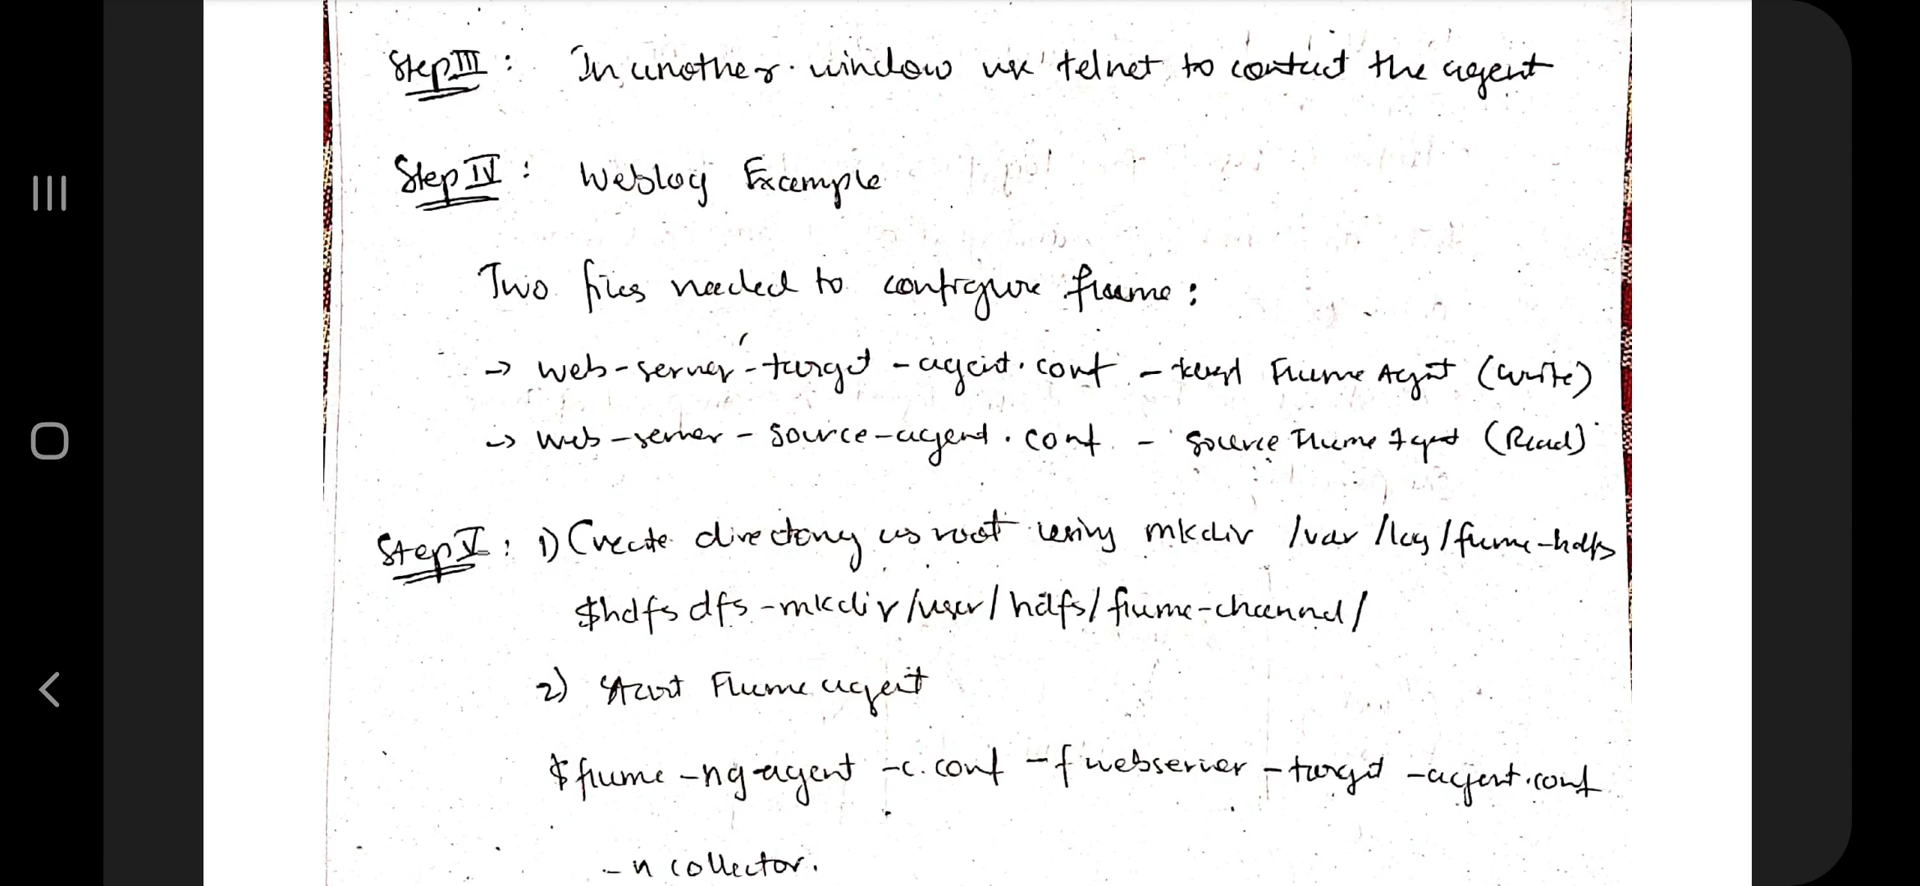 Step III : In another window use telnet to contact the agent
Step IV : Weblog Example
Two files needed to configure flume :
→ web-server-target-agent.conf - target Flume Agent (write)
→ web-server-source-agent.conf - Source Flume Agent (Read)
Step V : 1) Create directory as root using mkdir /var/log/flume-hdfs
$hdfs dfs -mkdir /user/hdfs/flume-channel/
2) Start Flume agent
$ flume-ng-agent -c.conf -f webserver-target-agent.conf
-n collector.